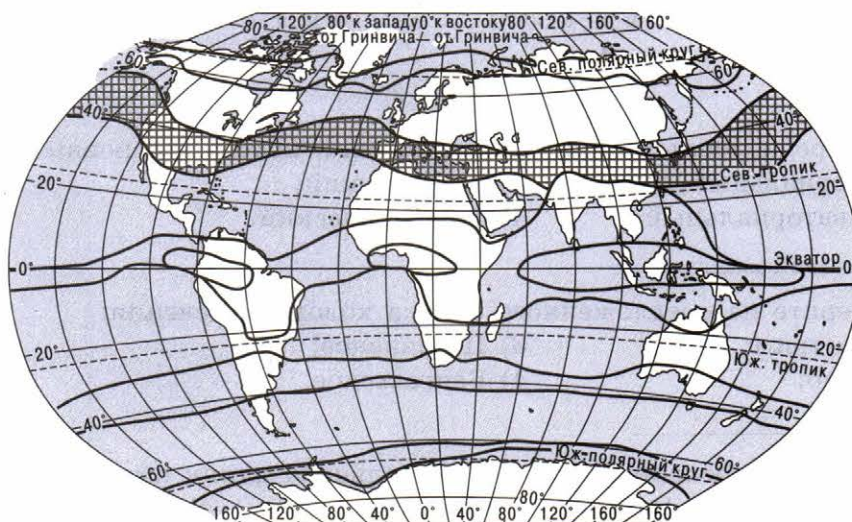 120° 80° к западу 0° к востоку 80° 120° 160°
80° от Гринвича от Гринвича 160°
Сев. полярный круг
60° 60°
40° 40°
Сев. тропик
20° 20°
Экватор
0° 0°
20° 20°
Юж. тропик
40° 40°
Юж. полярный круг
60° 60°
80°
160° 120° 80° 40° 0° 40° 80° 120° 160°